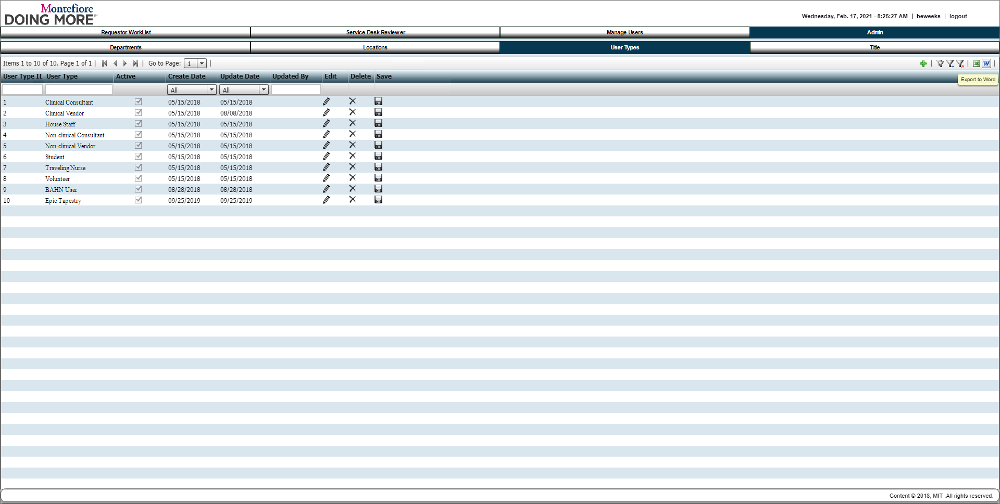 Montefiore
DOING MORE℠
Wednesday, Feb. 17, 2021 - 8:25:27 AM | beweeks | logout
Requestor WorkList Service Desk Reviewer Manage Users Admin
Departments Locations User Types Title
Items 1 to 10 of 10. Page 1 of 1 | Go to Page: 1 |
User Type ID User Type Active Create Date Update Date Updated By Edit Delete Save
Export to Word
All All
1 Clinical Consultant 05/15/2018 05/15/2018
2 Clinical Vendor 05/15/2018 08/08/2018
3 House Staff 05/15/2018 05/15/2018
4 Non-clinical Consultant 05/15/2018 05/15/2018
5 Non-clinical Vendor 05/15/2018 05/15/2018
6 Student 05/15/2018 05/15/2018
7 Traveling Nurse 05/15/2018 05/15/2018
8 Volunteer 05/15/2018 05/15/2018
9 BAHN User 08/28/2018 08/28/2018
10 Epic Tapestry 09/25/2019 09/25/2019
Content © 2018, MIT .All rights reserved.